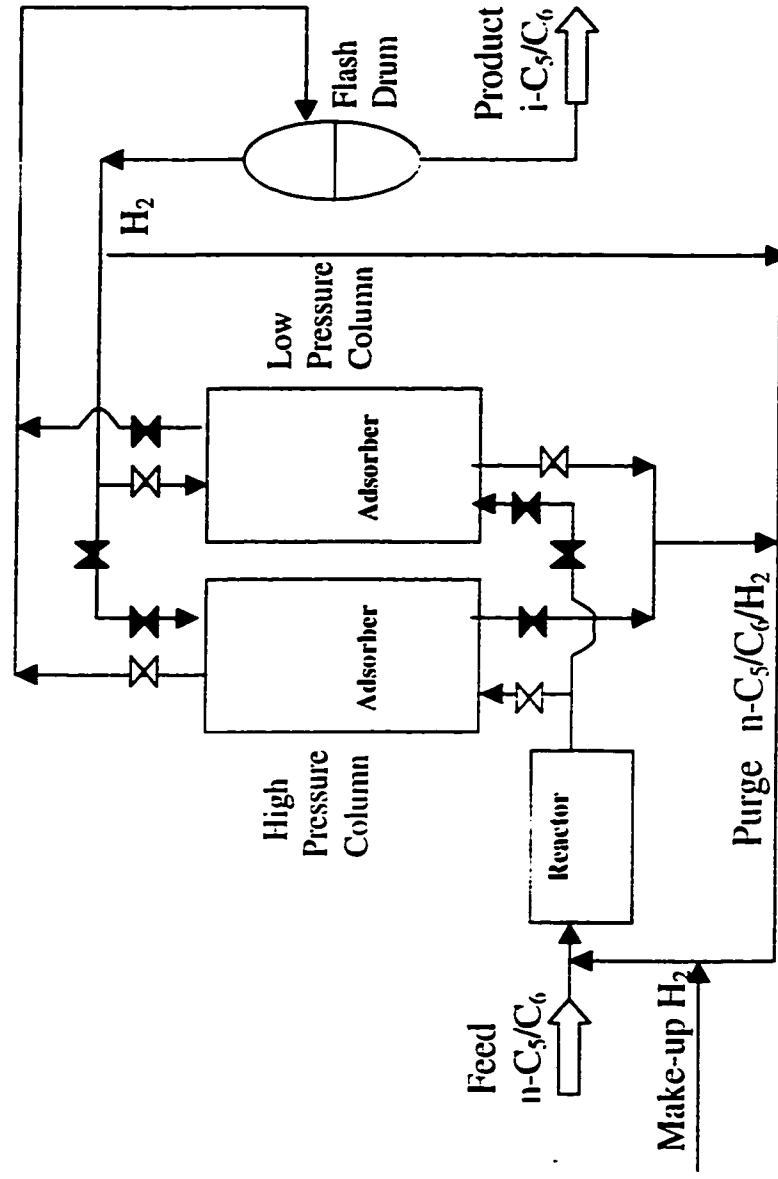 Feed
n-C₅/C₆
Make-up H₂
Reactor
Purge n-C₅/C₆/H₂
High
Pressure
Column
Adsorber
Adsorber
Low
Pressure
Column
H₂
Flash
Drum
Product
i-C₅/C₆